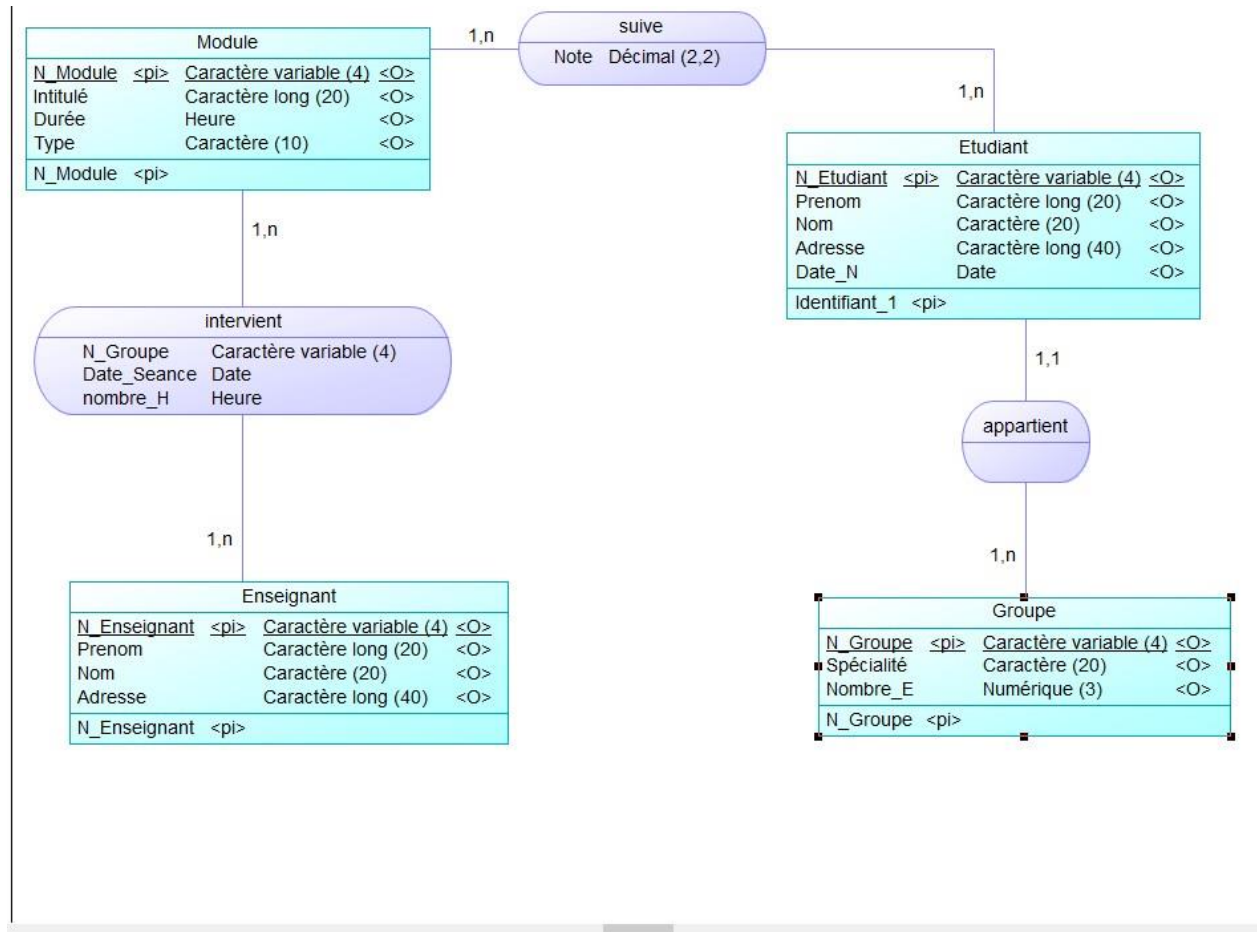 suive
1,n
Note Décimal (2,2)
Module
N_Module <pi> Caractère variable (4) <O>
Intitulé Caractère long (20) <O>
Durée Heure <O>
Type Caractère (10) <O>
N_Module <pi>
1,n
Etudiant
N_Etudiant <pi> Caractère variable (4) <O>
Prenom Caractère long (20) <O>
Nom Caractère (20) <O>
Adresse Caractère long (40) <O>
Date_N Date <O>
Identifiant_1 <pi>
1,n
intervient
N_Groupe Caractère variable (4)
Date_Seance Date
nombre_H Heure
1,1
appartient
1,n
1,n
Enseignant
N_Enseignant <pi> Caractère variable (4) <O>
Prenom Caractère long (20) <O>
Nom Caractère (20) <O>
Adresse Caractère long (40) <O>
N_Enseignant <pi>
Groupe
N_Groupe <pi> Caractère variable (4) <O>
Spécialité Caractère (20) <O>
Nombre_E Numérique (3) <O>
N_Groupe <pi>